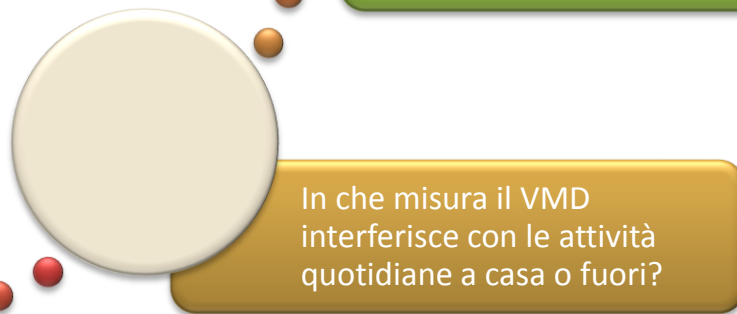 In che misura il VMD
interferisce con le attività
quotidiane a casa o fuori?